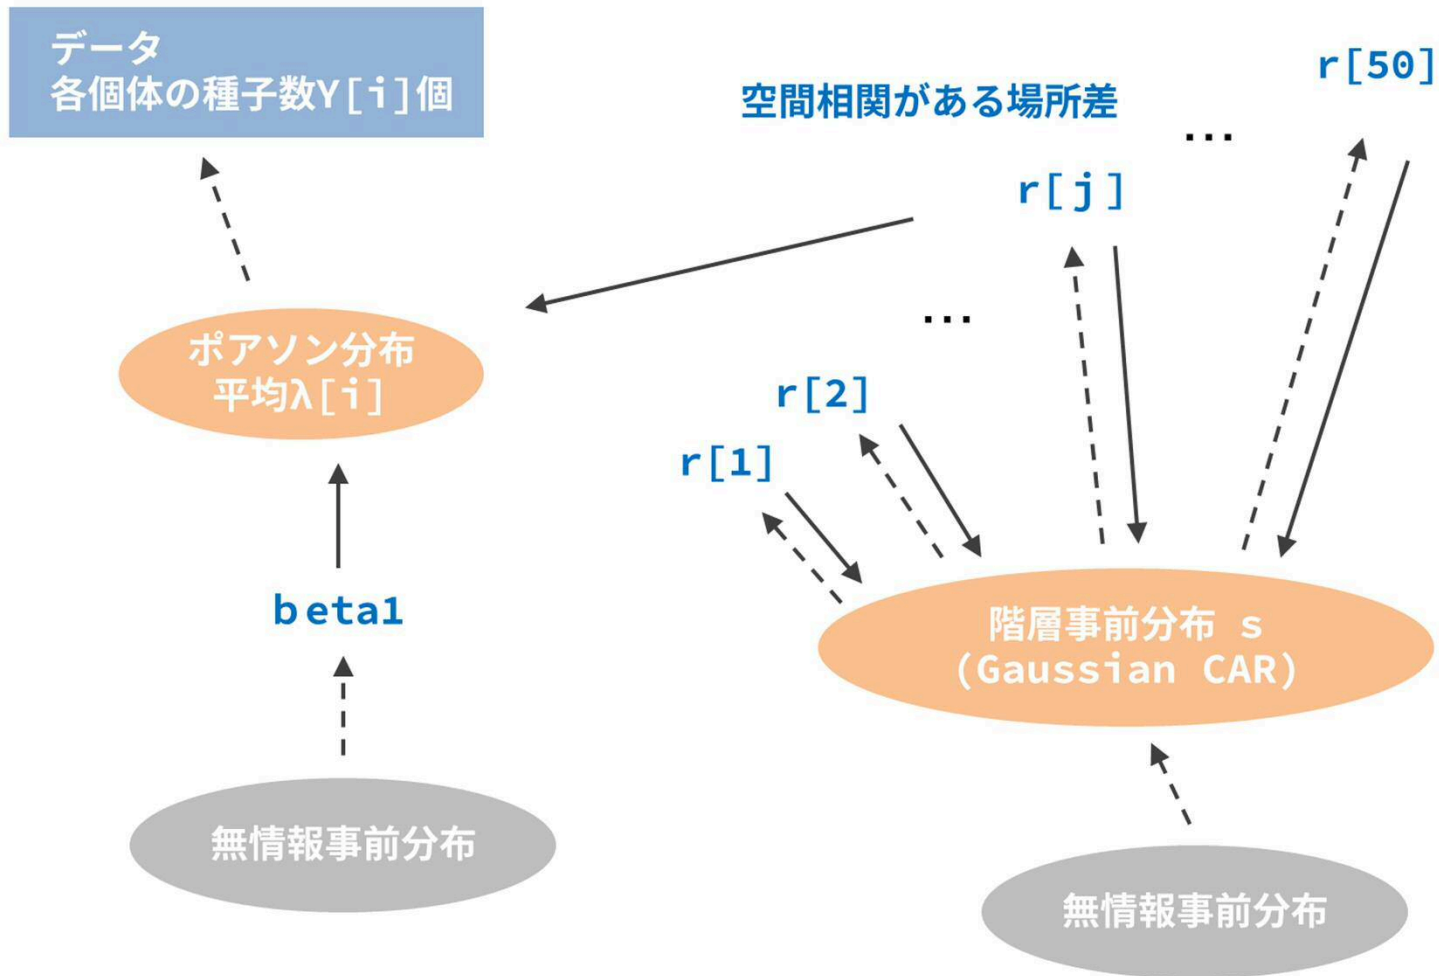 データ
各個体の種子数Y[i]個
空間相関がある場所差
r[50]
...
r[j]
...
ポアソン分布
平均λ[i]
r[2]
r[1]
beta1
階層事前分布 s
(Gaussian CAR)
無情報事前分布
無情報事前分布